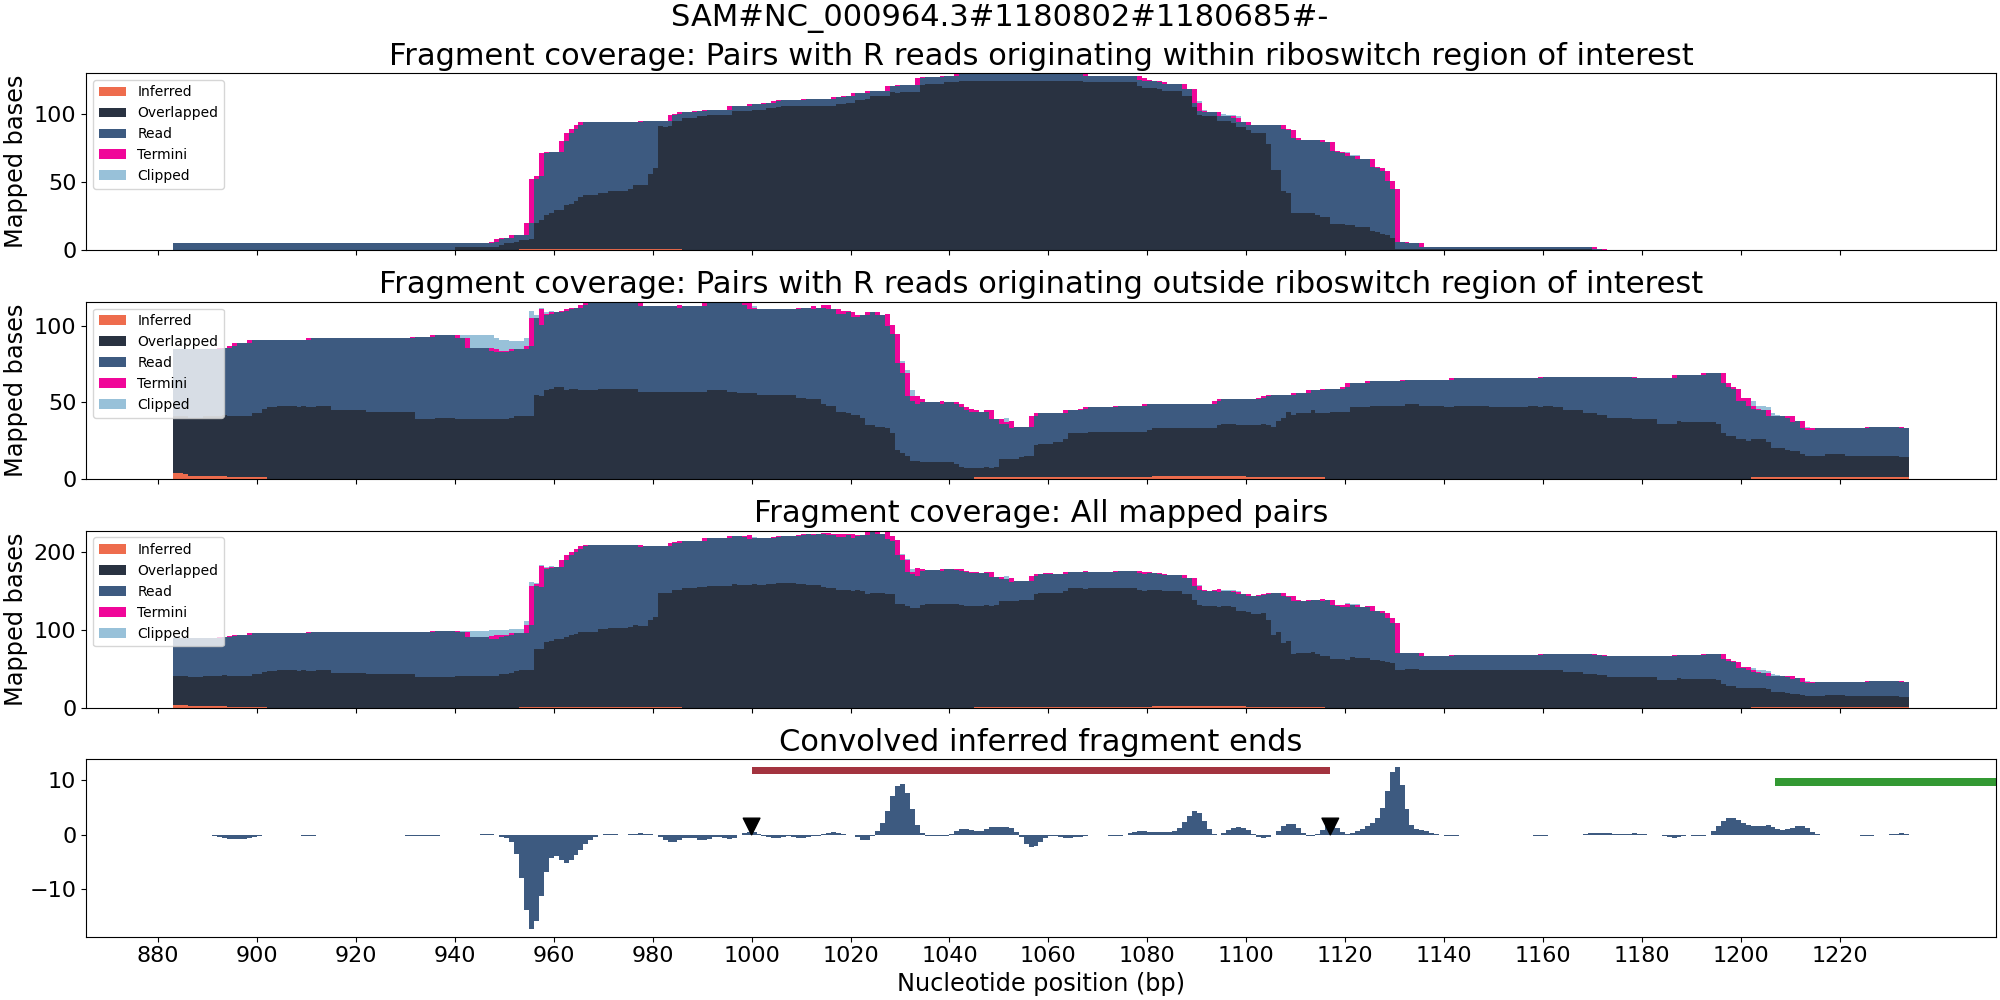 SAM#NC_000964.3#1180802#1180685#-
Fragment coverage: Pairs with R reads originating within riboswitch region of interest
Mapped bases
100
50
0
Inferred
Overlapped
Read
Termini
Clipped
Fragment coverage: Pairs with R reads originating outside riboswitch region of interest
Mapped bases
100
50
0
Inferred
Overlapped
Read
Termini
Clipped
Fragment coverage: All mapped pairs
Mapped bases
200
100
0
Inferred
Overlapped
Read
Termini
Clipped
Convolved inferred fragment ends
10
0
−10
880 900 920 940 960 980 1000 1020 1040 1060 1080 1100 1120 1140 1160 1180 1200 1220
Nucleotide position (bp)